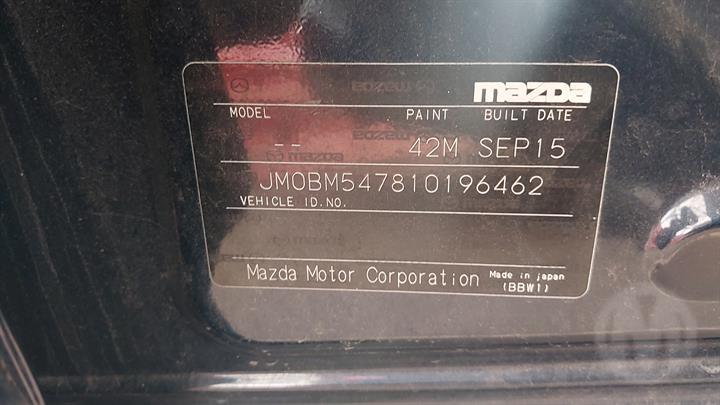 mazda
MODEL PAINT BUILT DATE
-- 42M SEP15
JM0BM547810196462
VEHICLE ID.NO.
Mazda Motor Corporation Made in japan
(BBW1)